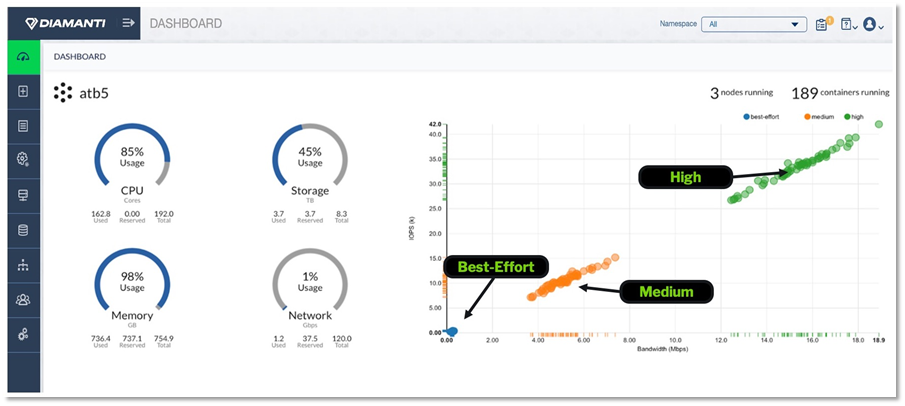 DIAMANTI
DASHBOARD
Namespace
All
1
DASHBOARD
atb5
3 nodes running
189 containers running
85%
Usage
CPU
Cores
162.8 0.00 192.0
Used Reserved Total
45%
Usage
Storage
TB
3.7 3.7 8.3
Used Reserved Total
98%
Usage
Memory
GB
736.4 737.1 754.9
Used Reserved Total
1%
Usage
Network
Gbps
1.2 37.5 120.0
Used Reserved Total
best-effort medium high
IOPS (k)
42.0
40.0
35.0
30.0
25.0
20.0
15.0
10.0
5.00
0.00
High
Best-Effort
Medium
0.00 2.00 4.00 6.00 8.00 10.0 12.0 14.0 16.0 18.0 18.9
Bandwidth (Mbps)